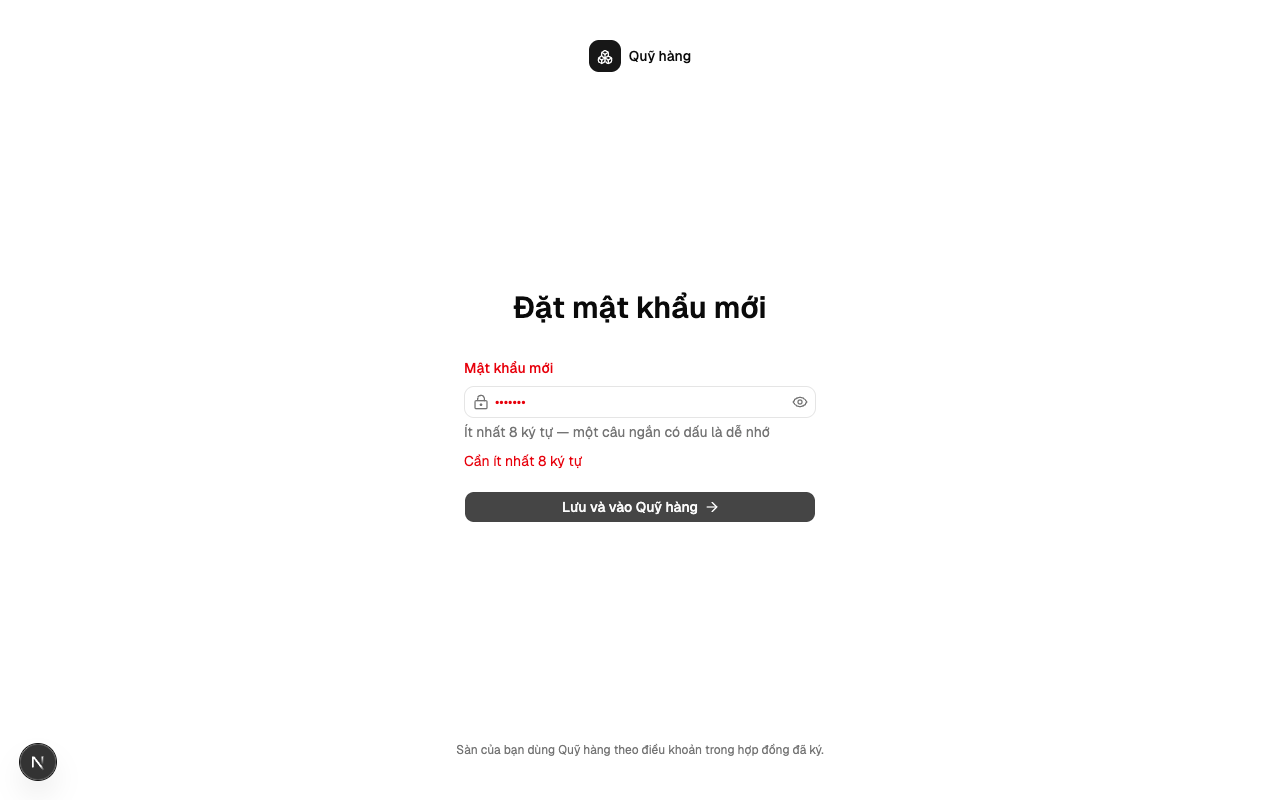 Quỹ hàng
Đặt mật khẩu mới
Mật khẩu mới
•••••••
Ít nhất 8 ký tự — một câu ngắn có dấu là dễ nhớ
Cần ít nhất 8 ký tự
Lưu và vào Quỹ hàng →
Sàn của bạn dùng Quỹ hàng theo điều khoản trong hợp đồng đã ký.
N